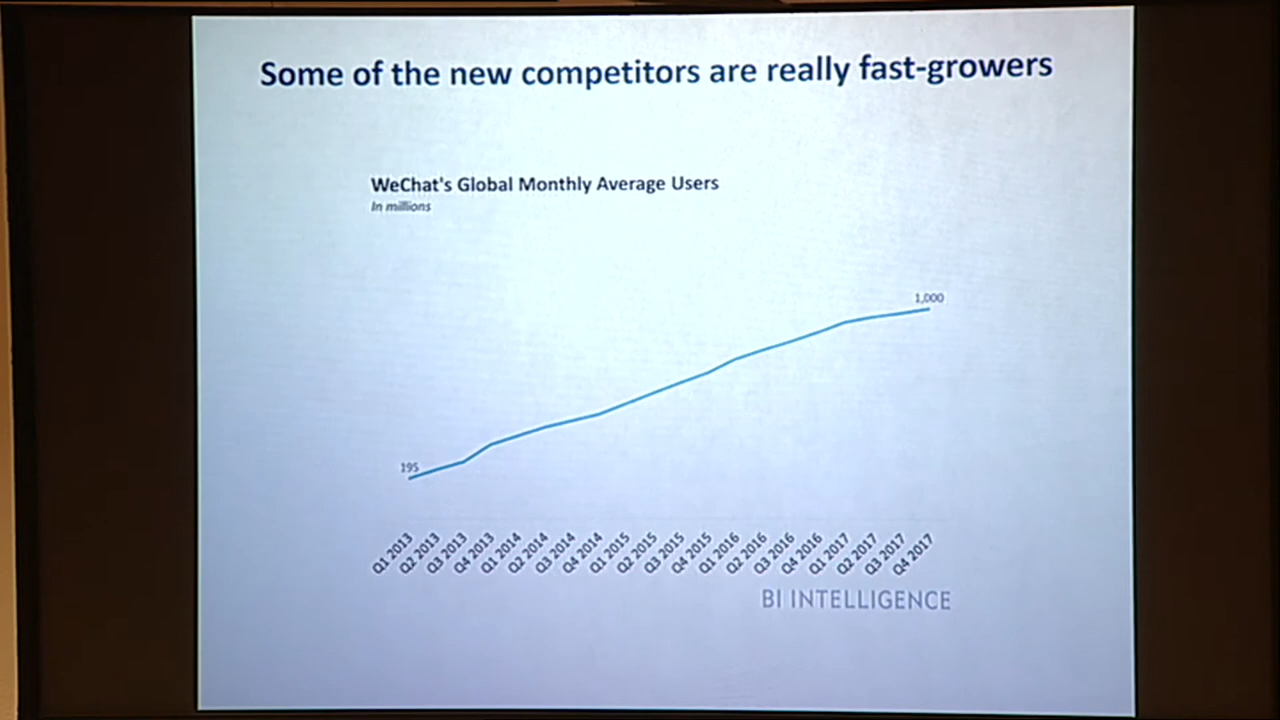 Some of the new competitors are really fast-growers
WeChat's Global Monthly Average Users
In millions
1,000
195
Q1 2013
Q2 2013
Q3 2013
Q4 2013
Q1 2014
Q2 2014
Q3 2014
Q4 2014
Q1 2015
Q2 2015
Q3 2015
Q4 2015
Q1 2016
Q2 2016
Q3 2016
Q4 2016
Q1 2017
Q2 2017
Q3 2017
Q4 2017
BI INTELLIGENCE